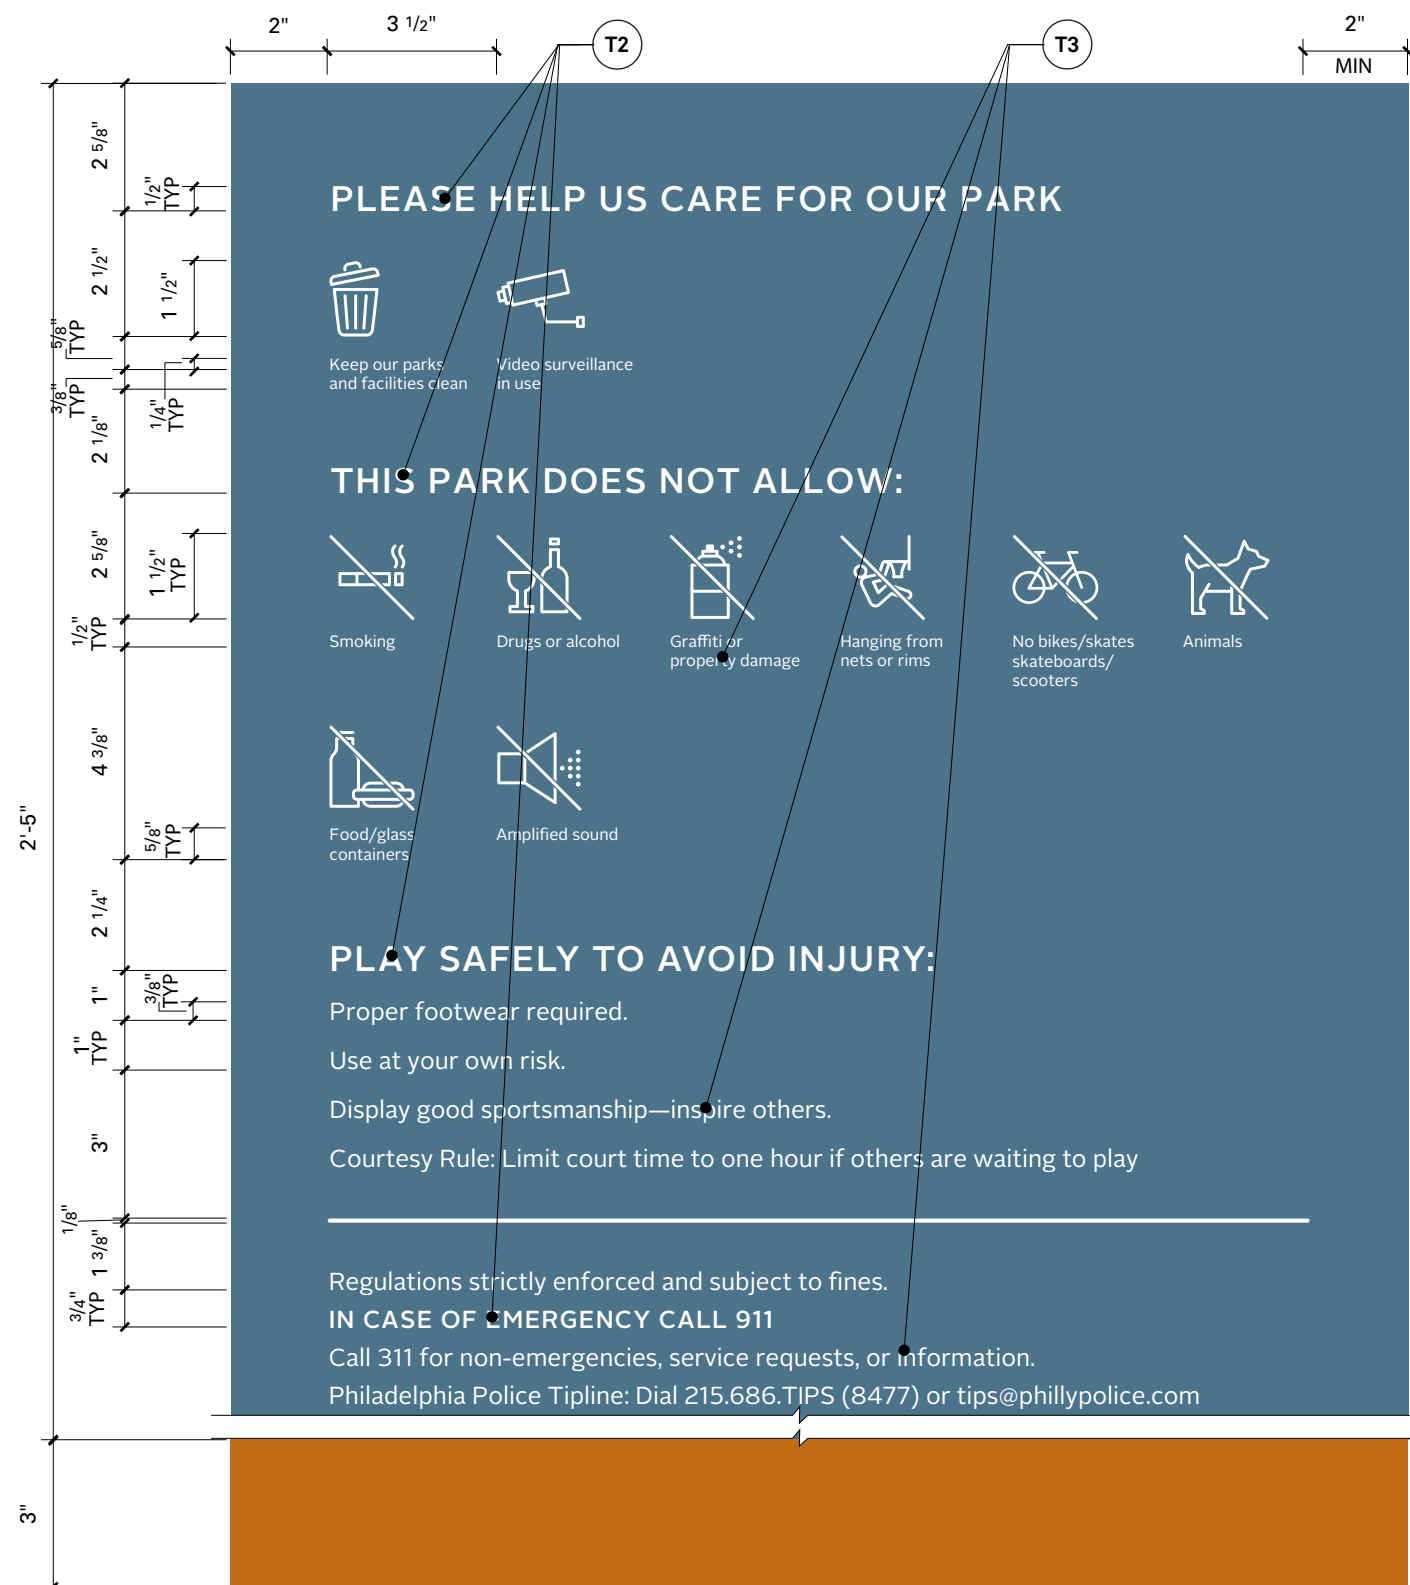 2" 3 1/2" T2 T3 2"
MIN
2 5/8"
1/2"
TYP
PLEASE HELP US CARE FOR OUR PARK
2 1/2"
1 1/2"
5/8"
TYP
Keep our parks
and facilities clean
Video surveillance
in use
3/8"
TYP
1/4"
TYP
2 1/8"
THIS PARK DOES NOT ALLOW:
2 5/8"
1 1/2"
TYP
1/2"
TYP
Smoking
Drugs or alcohol
Graffiti or
property damage
Hanging from
nets or rims
No bikes/skates
skateboards/
scooters
Animals
4 3/8"
2'-5"
5/8"
TYP
Food/glass
containers
Amplified sound
2 1/4"
PLAY SAFELY TO AVOID INJURY:
1"
3/8"
TYP
Proper footwear required.
1"
TYP
Use at your own risk.
Display good sportsmanship—inspire others.
3"
Courtesy Rule: Limit court time to one hour if others are waiting to play
1/8"
1 3/8"
Regulations strictly enforced and subject to fines.
3/4"
TYP
IN CASE OF EMERGENCY CALL 911
Call 311 for non-emergencies, service requests, or information.
Philadelphia Police Tipline: Dial 215.686.TIPS (8477) or tips@phillypolice.com
3"